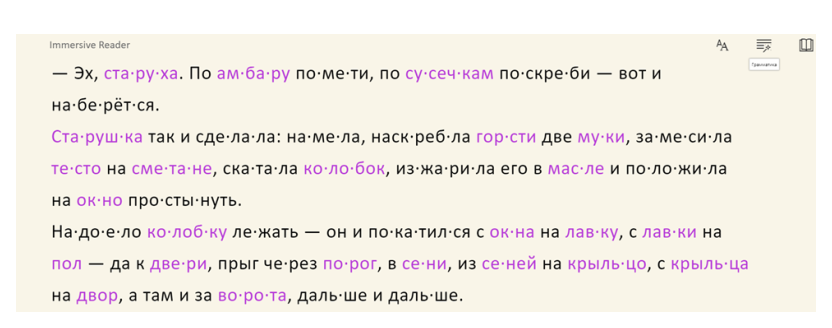 Immersive Reader
Грамматика
— Эх, ста·ру·ха. По ам·ба·ру по·ме·ти, по су·сеч·кам по·скре·би — вот и
на·бе·рёт·ся.
Ста·руш·ка так и сде·ла·ла: на·ме·ла, наск·реб·ла гор·сти две му·ки, за·ме·си·ла
те·сто на сме·та·не, ска·та·ла ко·ло·бок, из·жа·ри·ла его в мас·ле и по·ло·жи·ла
на ок·но про·сты·нуть.
На·до·е·ло ко·лоб·ку ле·жать — он и по·ка·тил·ся с ок·на на лав·ку, с лав·ки на
пол — да к две·ри, прыг че·рез по·рог, в се·ни, из се·ней на крыль·цо, с крыль·ца
на двор, а там и за во·ро·та, даль·ше и даль·ше.